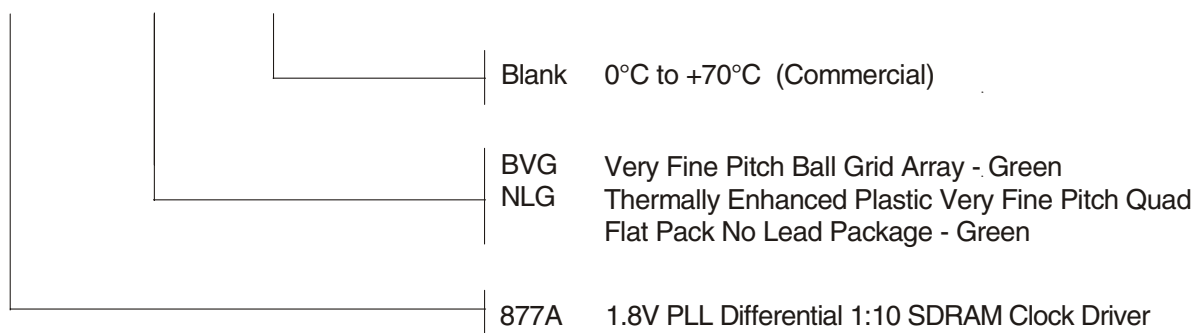 Blank 0°C to +70°C (Commercial)
BVG Very Fine Pitch Ball Grid Array - Green
NLG Thermally Enhanced Plastic Very Fine Pitch Quad
Flat Pack No Lead Package - Green
877A 1.8V PLL Differential 1:10 SDRAM Clock Driver